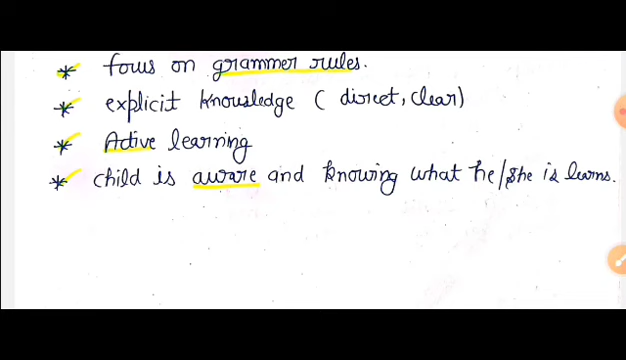 * focus on grammer rules.
* explicit knowledge ( direct, clear)
* Active learning
* child is aware and knowing what he/she is learns.